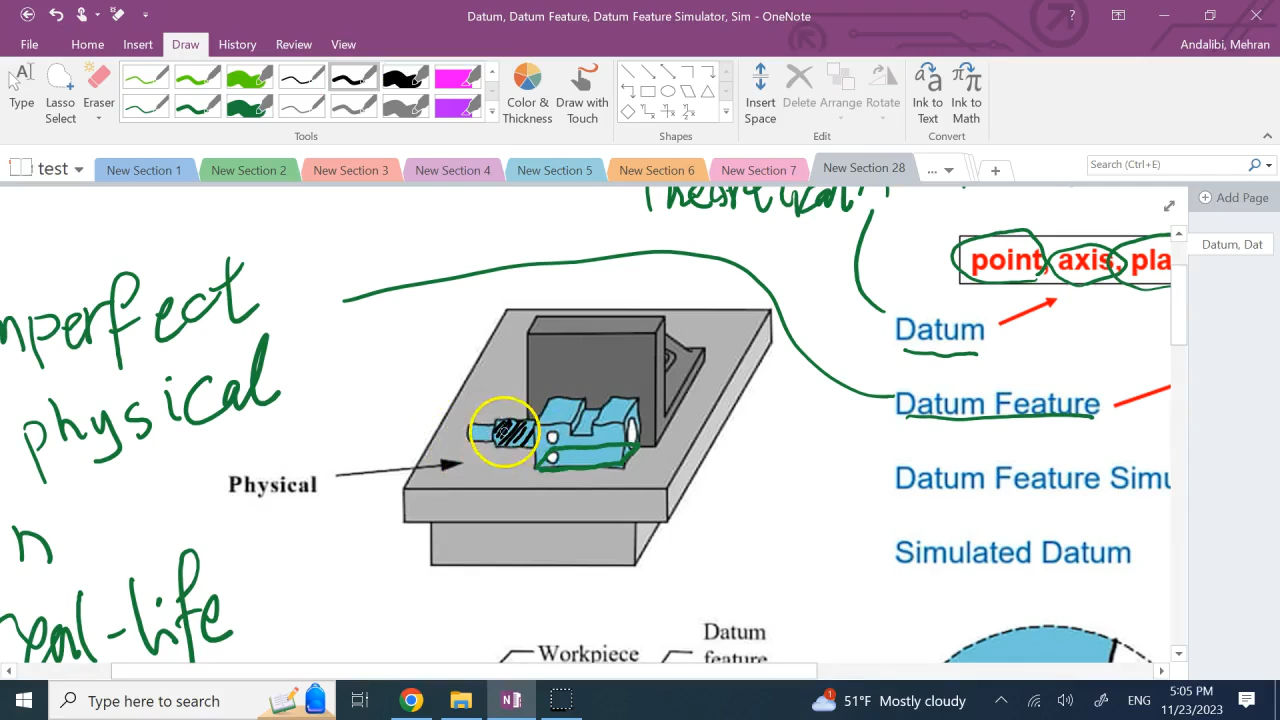 Datum, Datum Feature, Datum Feature Simulator, Sim - OneNote
?
File
Home
Insert
Draw
History
Review
View
Andalibi, Mehran
Type
Lasso
Select
Eraser
Color &
Thickness
Draw with
Touch
Insert
Space
Delete
Arrange
Rotate
Ink to
Text
Ink to
Math
Tools
Shapes
Edit
Convert
test
New Section 1
New Section 2
New Section 3
New Section 4
New Section 5
New Section 6
New Section 7
New Section 28
...
Search (Ctrl+E)
Add Page
Datum, Dat
point, axis, pla
Datum
mperfect
physical
Datum Feature
Physical
Datum Feature Simu
n
Simulated Datum
eal-life
Workpiece
Datum
feature
Type here to search
1
51°F Mostly cloudy
ENG
5:05 PM
11/23/2023